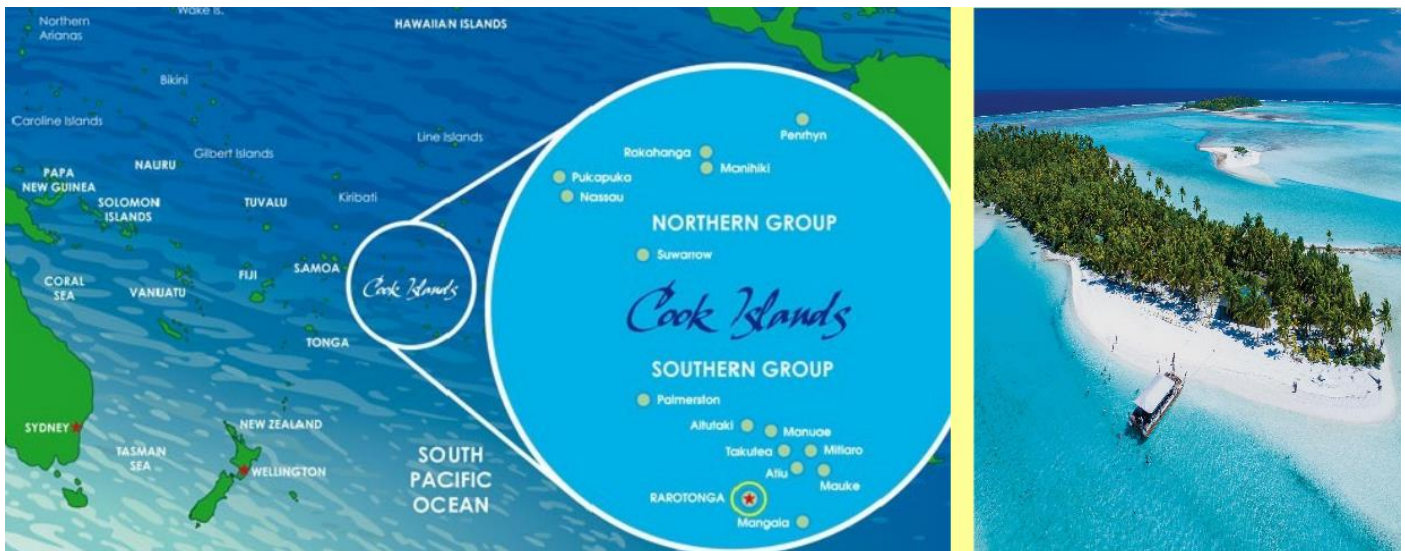 Wake Is.
Northern
Arianas
HAWAIIAN ISLANDS
Bikini
Caroline Islands
Line Islands
Gilbert Islands
NAURU
PAPA
NEW GUINEA
SOLOMON
ISLANDS
TUVALU
Kiribati
CORAL
SEA
VANUATU
FIJI
SAMOA
Cook Islands
TONGA
SYDNEY
TASMAN
SEA
NEW ZEALAND
WELLINGTON
SOUTH
PACIFIC
OCEAN
Penrhyn
Rakahanga
Manihiki
Pukapuka
Nassau
NORTHERN GROUP
Suwarrow
Cook Islands
SOUTHERN GROUP
Palmerston
Aitutaki
Manuae
Takutea
Mitiaro
Atiu
Mauke
RAROTONGA
Mangaia